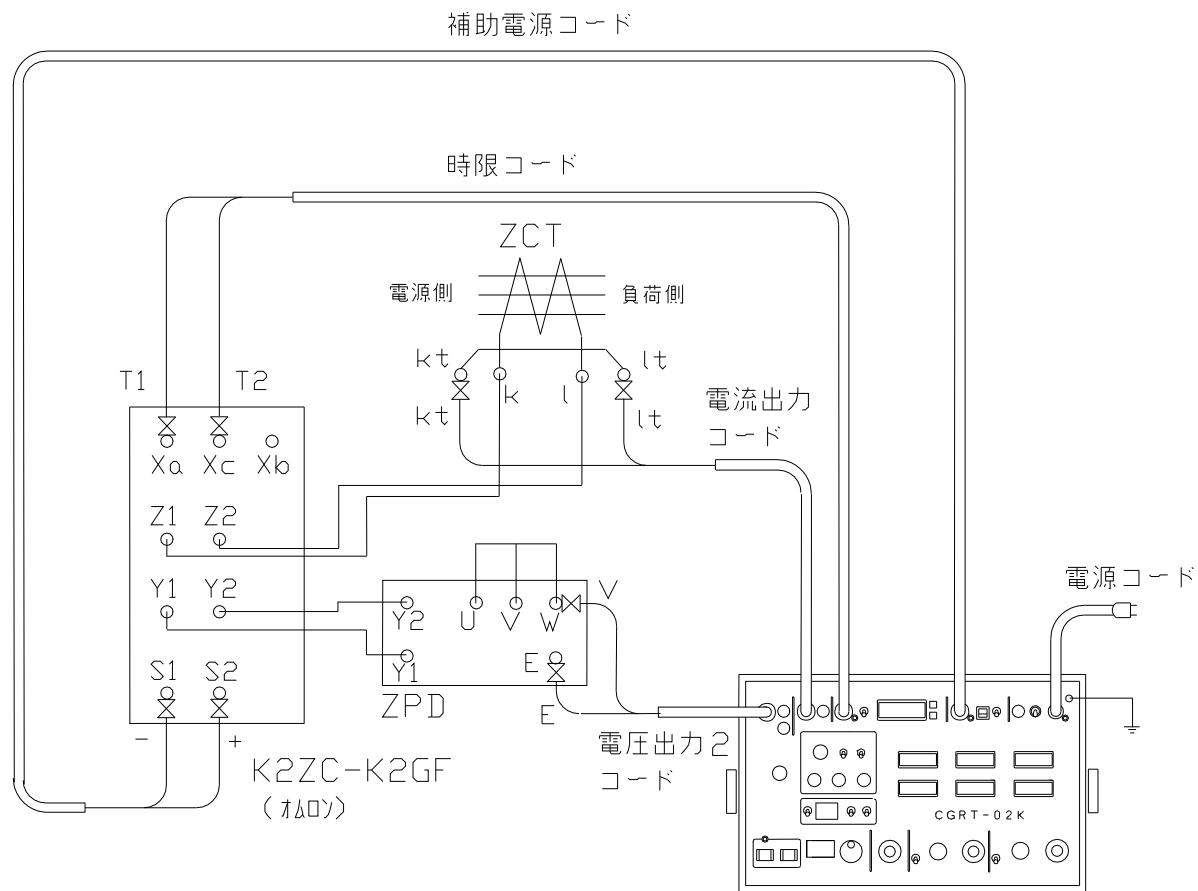 補助電源コード
時限コード
ZCT
電源側 負荷側
kt lt
k l
kt lt
T1 T2
電流出力
コード
Xa Xc Xb
Z1 Z2
Y1 Y2
S1 S2
- +
Y2 U V W V
Y1 E
ZPD E
電源コード
電圧出力2
コード
K2ZC-K2GF
(オムロン)
CGRT-02K